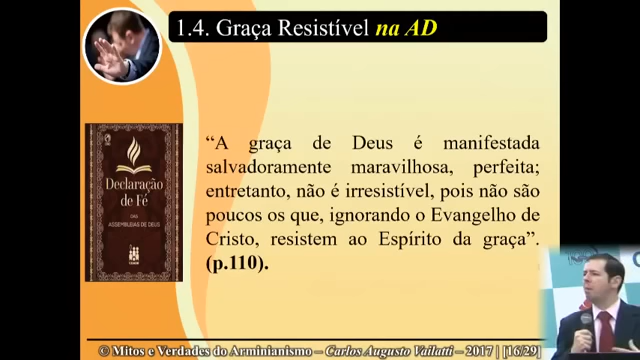 1.4. Graça Resistível na AD
“A graça de Deus é manifestada
salvadoramente maravilhosa, perfeita;
entretanto, não é irresistível, pois não são
poucos os que, ignorando o Evangelho de
Cristo, resistem ao Espírito da graça”.
(p.110).
Declaração
de Fé
DAS
ASSEMBLEIAS DE DEUS
© Mitos e Verdades do Arminianismo – Carlos Augusto Vailatti – 2017 | [16/29]